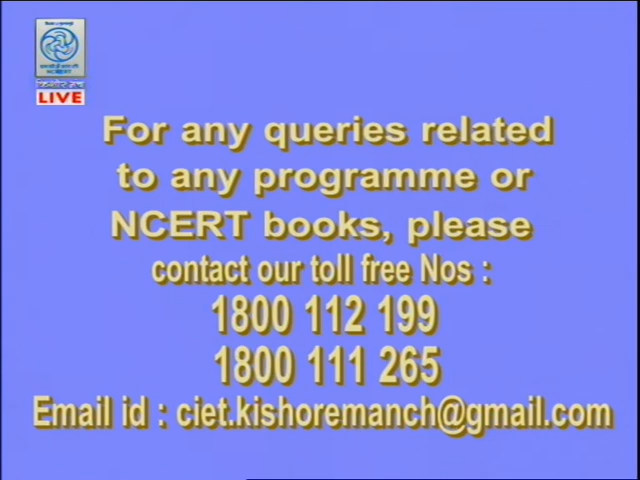 NCERT
LIVE
For any queries related
to any programme or
NCERT books, please
contact our toll free Nos :
1800 112 199
1800 111 265
Email id : ciet.kishoremanch@gmail.com